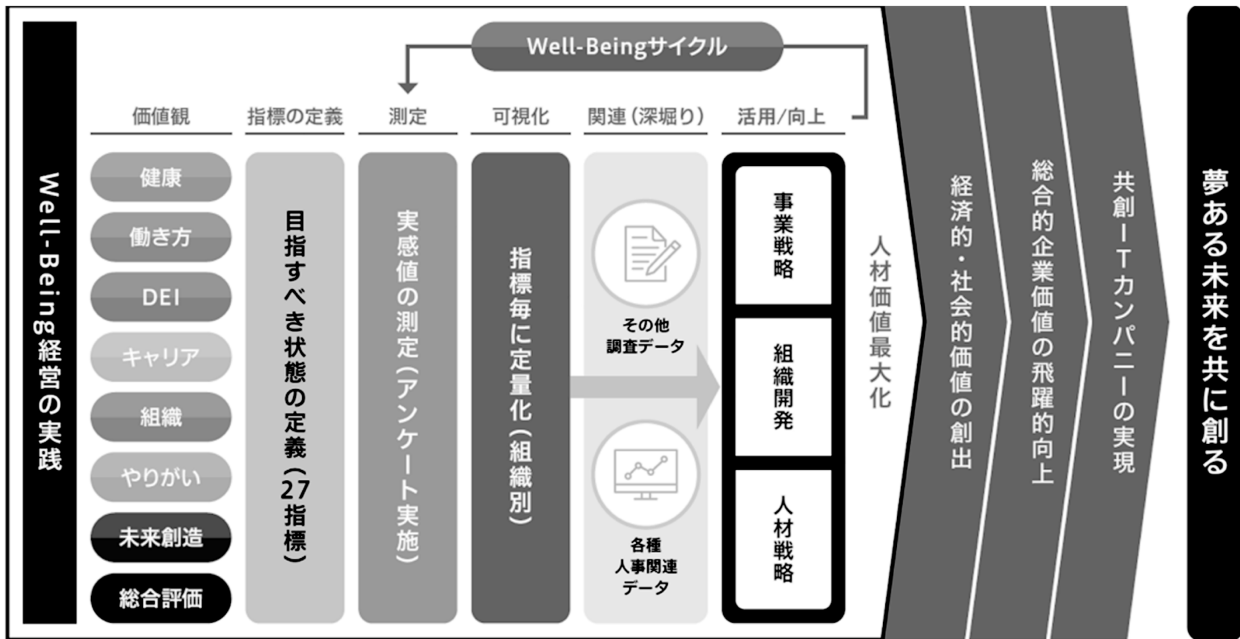 Well-Being経営の実践
Well-Beingサイクル
価値観
指標の定義
測定
可視化
関連（深堀り）
活用/向上
健康
働き方
DEI
キャリア
組織
やりがい
未来創造
総合評価
目指すべき状態の定義（27指標）
実感値の測定（アンケート実施）
指標毎に定量化（組織別）
その他
調査データ
各種
人事関連
データ
事業戦略
組織開発
人材戦略
人材価値最大化
経済的・社会的価値の創出
総合的企業価値の飛躍的向上
共創ITカンパニーの実現
夢ある未来を共に創る